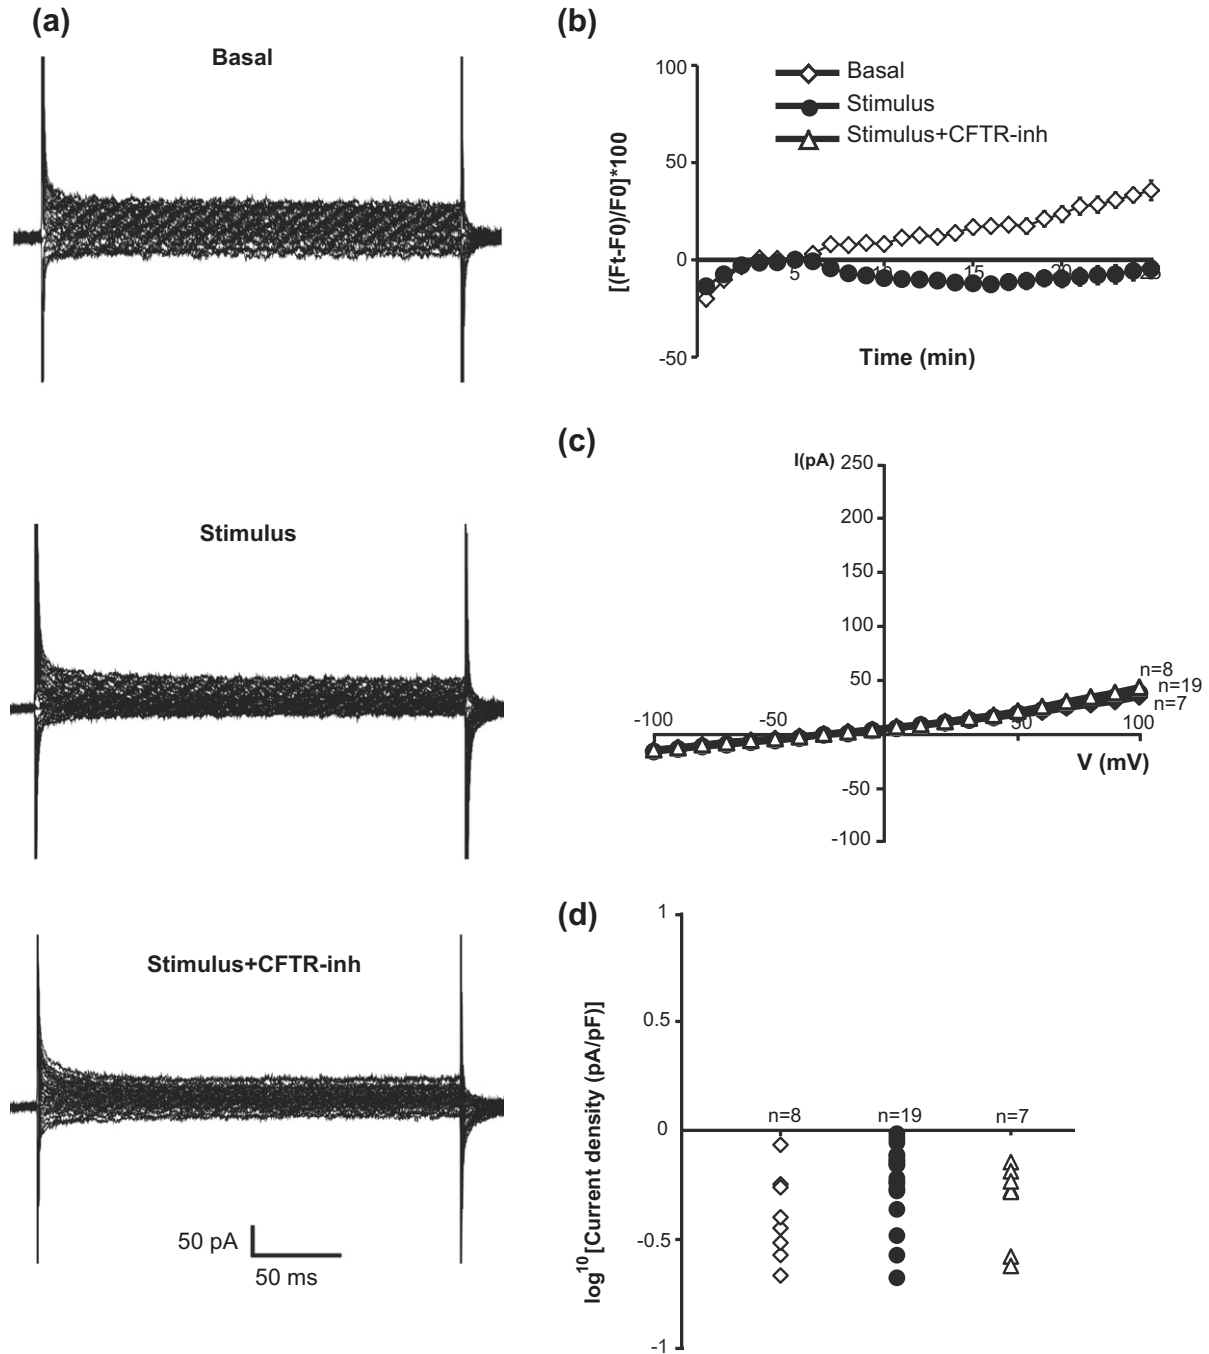 (a)
Basal
Stimulus
Stimulus+CFTR-inh
50 pA
50 ms
(b)
100
50
0
-50
[(Ft-F0)/F0]*100
Basal
Stimulus
Stimulus+CFTR-inh
5
10
15
20
25
Time (min)
(c)
I(pA)
250
200
150
100
50
-50
-100
-100
-50
50
100
V (mV)
n=8
n=19
n=7
(d)
1
0.5
0
-0.5
-1
log10 [Current density (pA/pF)]
n=8
n=19
n=7